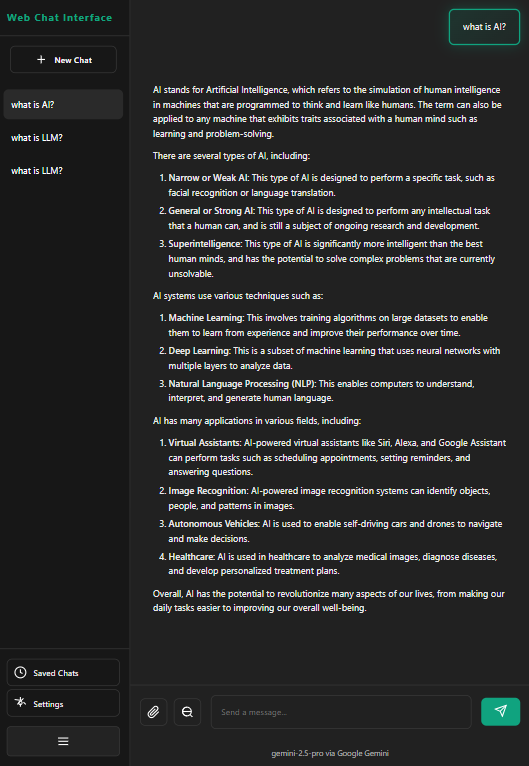 Web Chat Interface
New Chat
what is AI?
what is LLM?
what is LLM?
Saved Chats
Settings
what is AI?
AI stands for Artificial Intelligence, which refers to the simulation of human intelligence
in machines that are programmed to think and learn like humans. The term can also be
applied to any machine that exhibits traits associated with a human mind such as
learning and problem-solving.
There are several types of AI, including:
1. Narrow or Weak AI: This type of AI is designed to perform a specific task, such as
facial recognition or language translation.
2. General or Strong AI: This type of AI is designed to perform any intellectual task
that a human can, and is still a subject of ongoing research and development.
3. Superintelligence: This type of AI is significantly more intelligent than the best
human minds, and has the potential to solve complex problems that are currently
unsolvable.
AI systems use various techniques such as:
1. Machine Learning: This involves training algorithms on large datasets to enable
them to learn from experience and improve their performance over time.
2. Deep Learning: This is a subset of machine learning that uses neural networks with
multiple layers to analyze data.
3. Natural Language Processing (NLP): This enables computers to understand,
interpret, and generate human language.
AI has many applications in various fields, including:
1. Virtual Assistants: AI-powered virtual assistants like Siri, Alexa, and Google Assistant
can perform tasks such as scheduling appointments, setting reminders, and
answering questions.
2. Image Recognition: AI-powered image recognition systems can identify objects,
people, and patterns in images.
3. Autonomous Vehicles: AI is used to enable self-driving cars and drones to navigate
and make decisions.
4. Healthcare: AI is used in healthcare to analyze medical images, diagnose diseases,
and develop personalized treatment plans.
Overall, AI has the potential to revolutionize many aspects of our lives, from making our
daily tasks easier to improving our overall well-being.
Send a message...
gemini-2.5-pro via Google Gemini